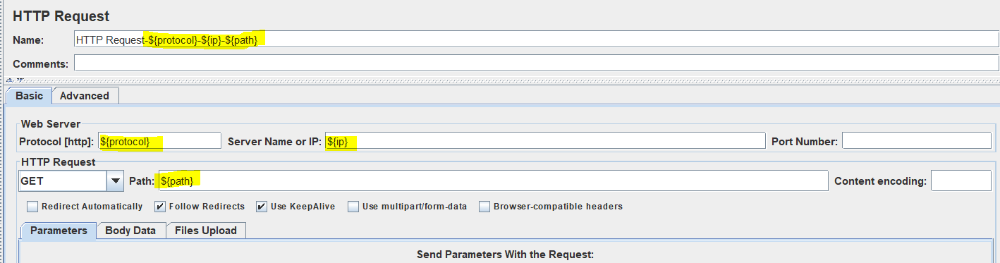 HTTP Request
Name: HTTP Request-${protocol}-${ip}-${path}
Comments:
Basic Advanced
Web Server
Protocol [http]: ${protocol} Server Name or IP: ${ip} Port Number:
HTTP Request
GET Path: ${path} Content encoding:
Redirect Automatically Follow Redirects Use KeepAlive Use multipart/form-data Browser-compatible headers
Parameters Body Data Files Upload
Send Parameters With the Request: